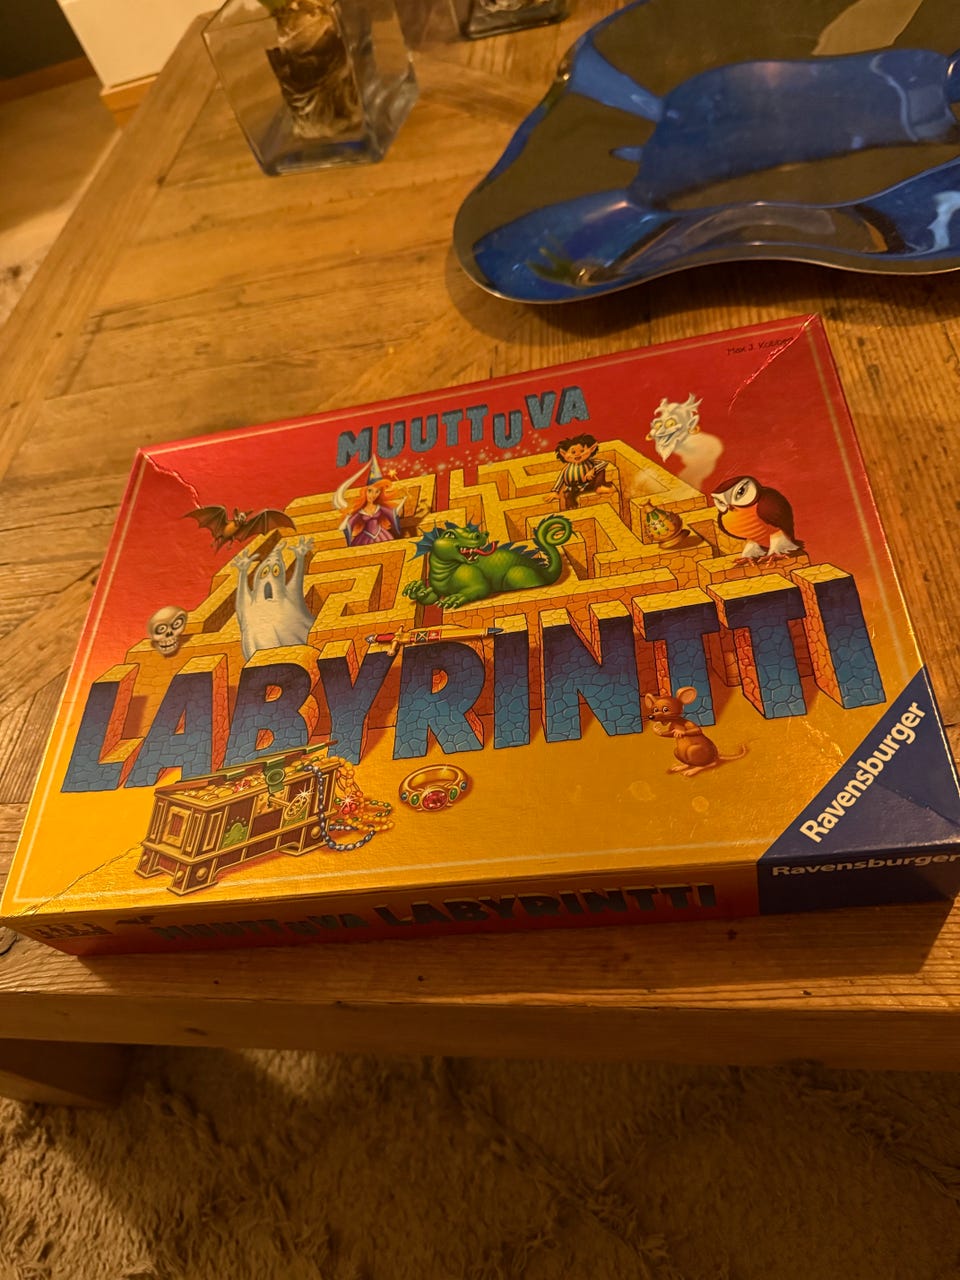 Max J. Kobbert
MUUTTUVA
LABYRINTTI
Ravensburger
Ravensburger
MUUTTUVA LABYRINTTI